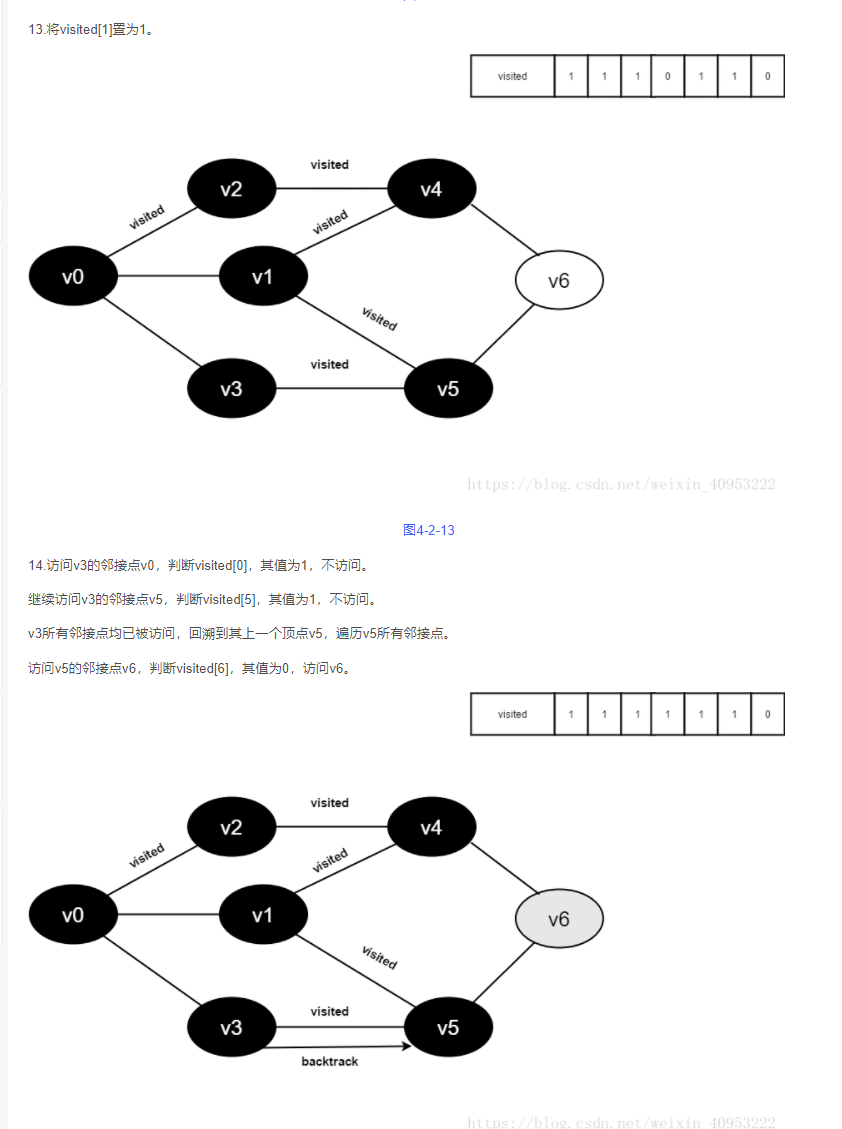 13.将visited[1]置为1。
visited 1 1 1 0 1 1 0
visited
v2
v4
visited
visited
v0
v1
v6
visited
visited
v3
v5
https://blog.csdn.net/weixin_40953222
图4-2-13
14.访问v3的邻接点v0，判断visited[0]，其值为1，不访问。
继续访问v3的邻接点v5，判断visited[5]，其值为1，不访问。
v3所有邻接点均已被访问，回溯到其上一个顶点v5，遍历v5所有邻接点。
访问v5的邻接点v6，判断visited[6]，其值为0，访问v6。
visited 1 1 1 1 1 1 0
visited
v2
v4
visited
visited
v0
v1
v6
visited
visited
v3
v5
backtrack
https://blog.csdn.net/weixin_40953222